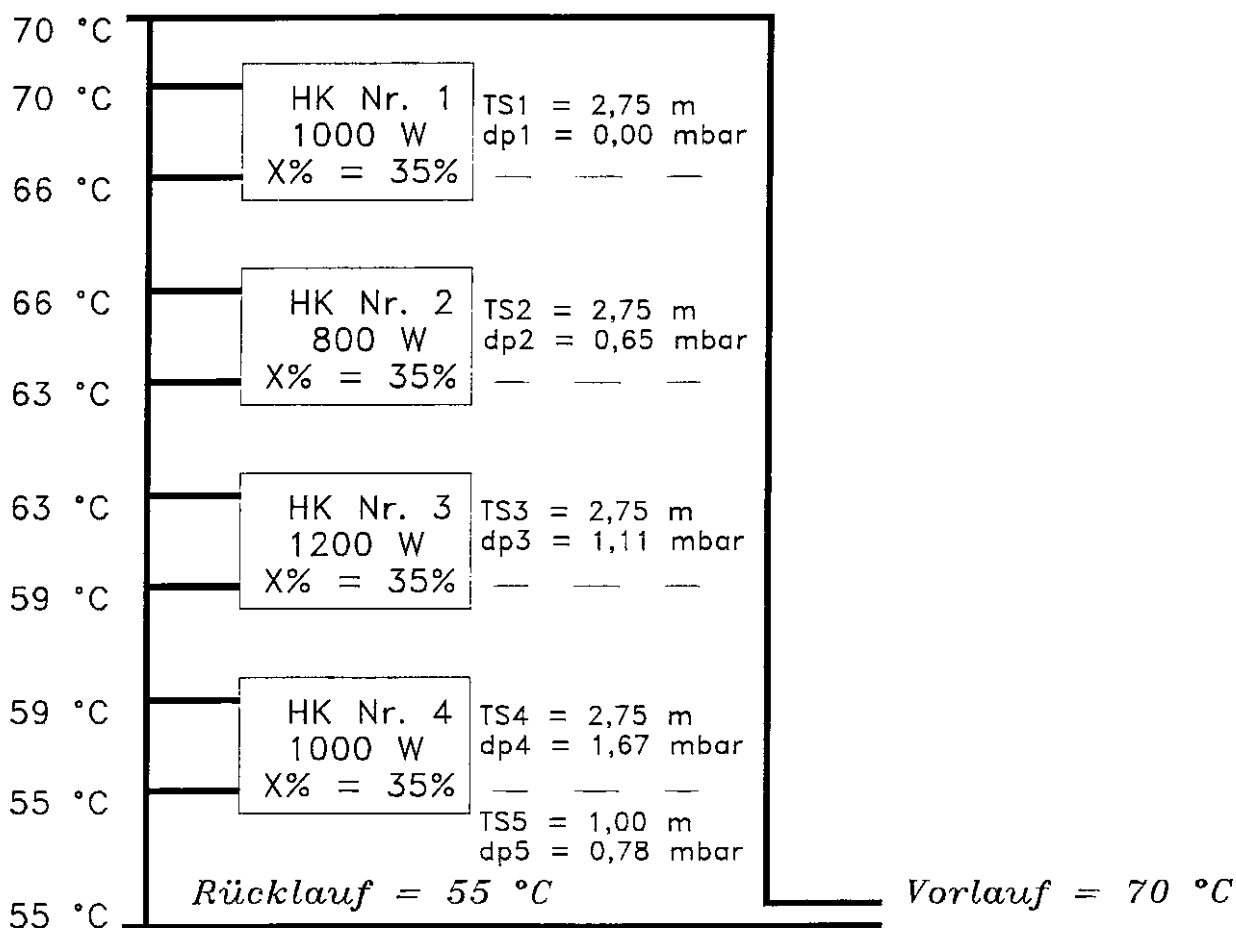 70 °C
70 °C
HK Nr. 1
1000 W
X% = 35%
TS1 = 2,75 m
dp1 = 0,00 mbar
66 °C
66 °C
HK Nr. 2
800 W
X% = 35%
TS2 = 2,75 m
dp2 = 0,65 mbar
63 °C
63 °C
HK Nr. 3
1200 W
X% = 35%
TS3 = 2,75 m
dp3 = 1,11 mbar
59 °C
59 °C
HK Nr. 4
1000 W
X% = 35%
TS4 = 2,75 m
dp4 = 1,67 mbar
55 °C
TS5 = 1,00 m
dp5 = 0,78 mbar
Rücklauf = 55 °C
Vorlauf = 70 °C
55 °C